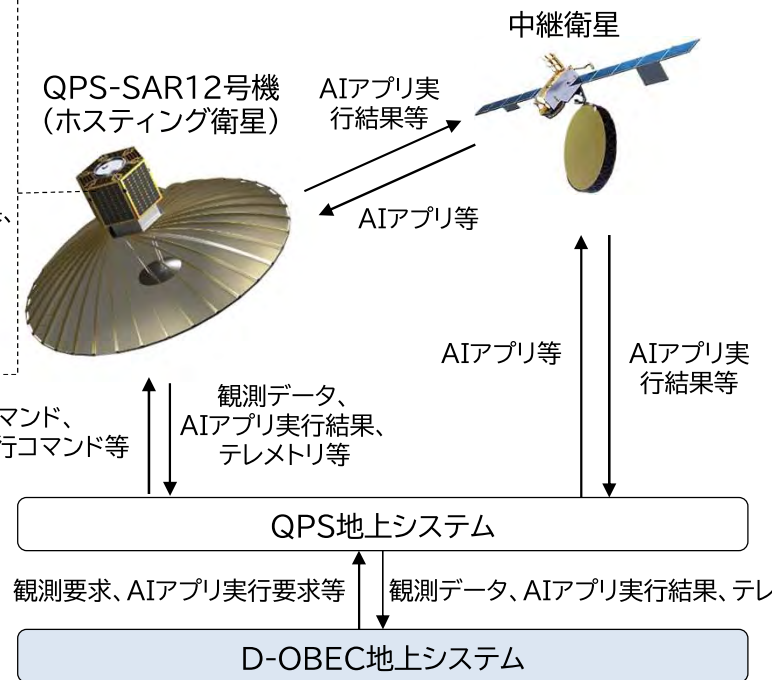 中継衛星
QPS-SAR12号機
(ホスティング衛星)
AIアプリ実
行結果等
AIアプリ等
、
AIアプリ等
AIアプリ実
行結果等
マンド、
行コマンド等
観測データ、
AIアプリ実行結果、
テレメトリ等
QPS地上システム
観測要求、AIアプリ実行要求等
観測データ、AIアプリ実行結果、テレ
D-OBEC地上システム